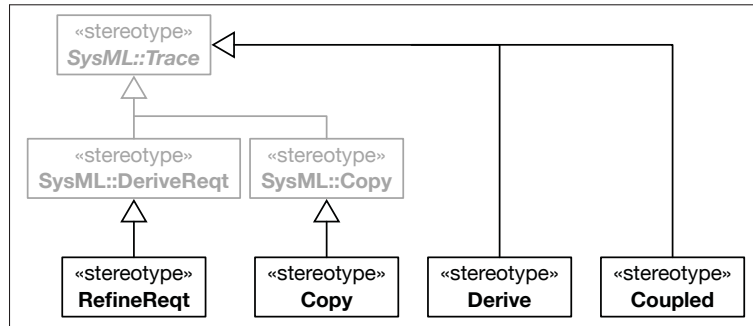 «stereotype»
SysML::Trace
«stereotype»
SysML::DeriveReqt
«stereotype»
SysML::Copy
«stereotype»
RefineReqt
«stereotype»
Copy
«stereotype»
Derive
«stereotype»
Coupled